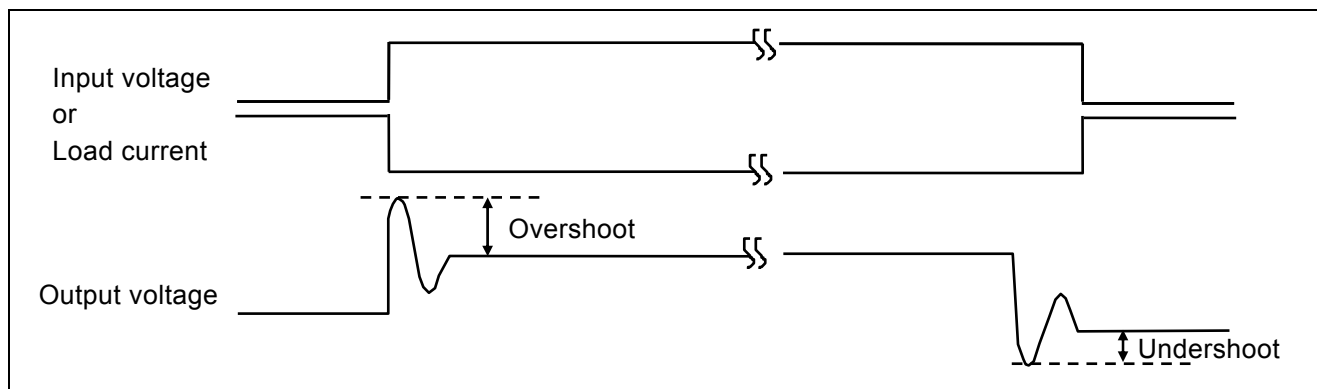 Input voltage
or
Load current
Overshoot
Output voltage
Undershoot